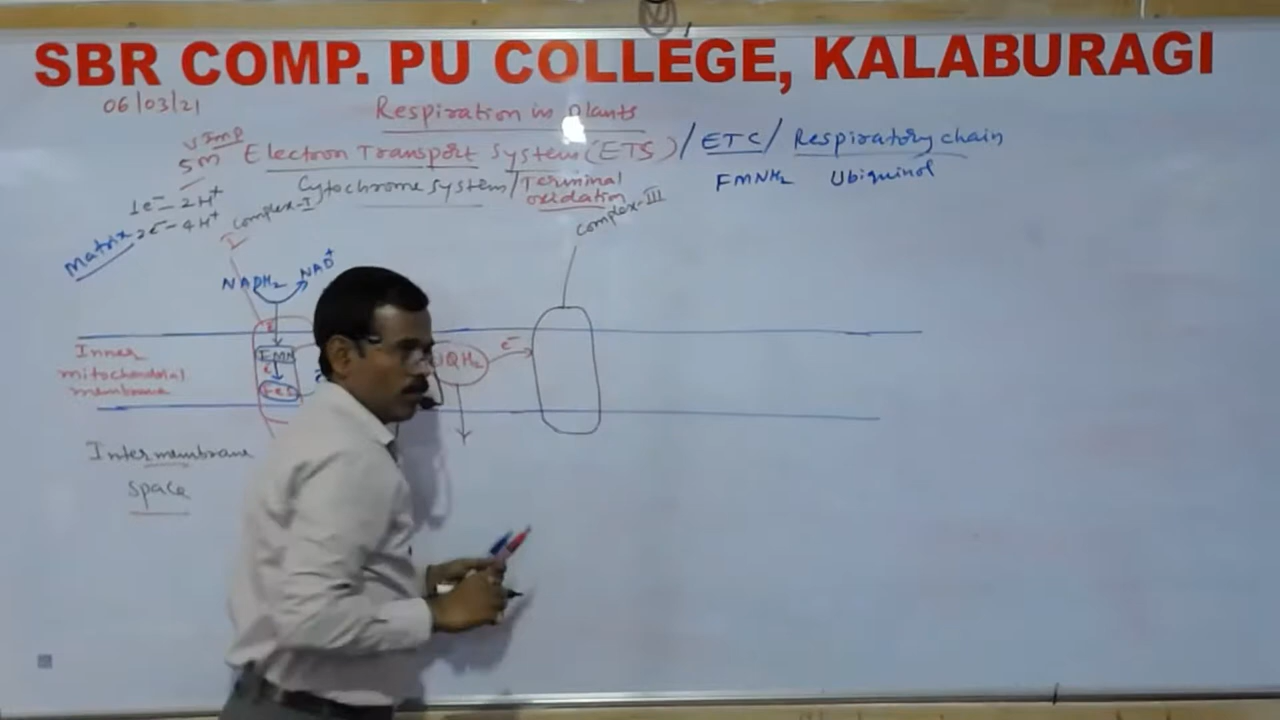 SBR COMP. PU COLLEGE, KALABURAGI
06/03/21
Respiration in Plants
V Imp
5m Electron Transport System (ETS) / ETC / Respiratory chain
Cytochrome system / Terminal oxidation
FMNH₂ Ubiquinol
1e⁻ = 2H⁺
2e⁻ - 4H⁺
Matrix
Complex-I
I
complex-III
NADH₂
NAD⁺
FMN
e⁻
Inner
mitochondrial
membrane
Fe-S
UQH₂
e⁻
Intermembrane
Space